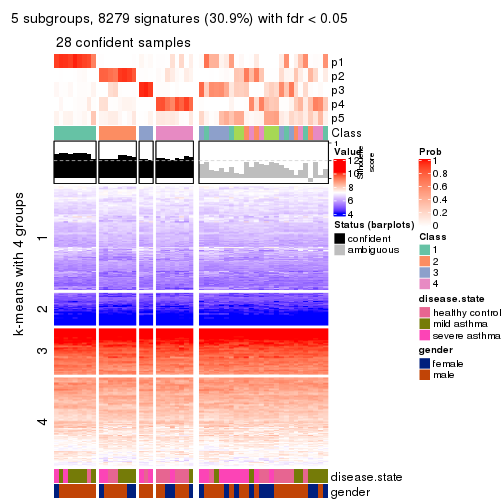 5 subgroups, 8279 signatures (30.9%) with fdr < 0.05
28 confident samples
p1
p2
p3
p4
p5
Class
k-means with 4 groups
1
2
3
4
disease.state
gender
Value
12
10
8
6
4
score
Status (barplots)
confident
ambiguous
Prob
1
0.8
0.6
0.4
0.2
0
Class
1
2
3
4
disease.state
healthy control
mild asthma
severe asthma
gender
female
male